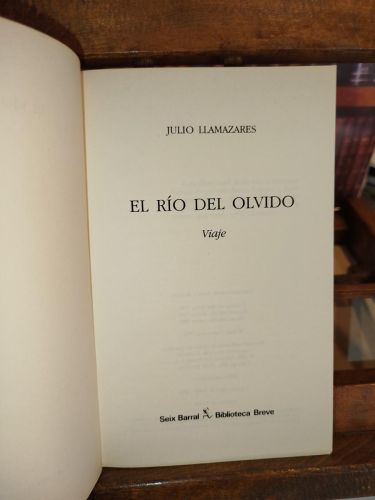 JULIO LLAMAZARES
EL RÍO DEL OLVIDO
Viaje
Seix Barral Biblioteca Breve